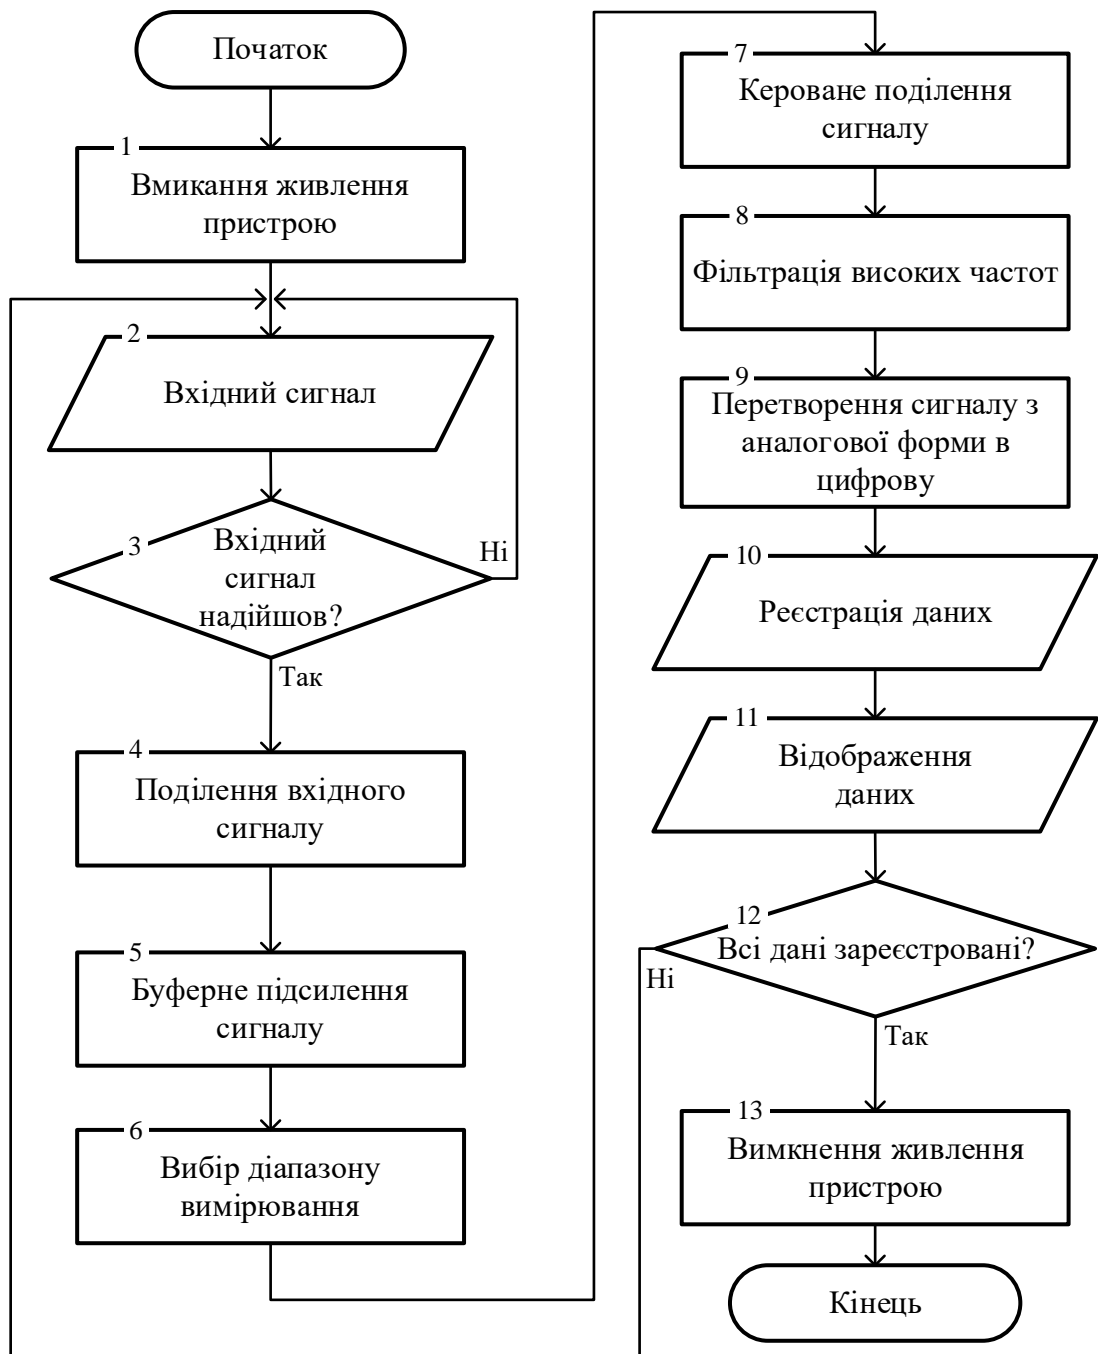 Початок
1
Вмикання живлення
пристрою
2
Вхідний сигнал
3
Вхідний
сигнал
надійшов?
Ні
Так
4
Поділення вхідного
сигналу
5
Буферне підсилення
сигналу
6
Вибір діапазону
вимірювання
7
Кероване поділення
сигналу
8
Фільтрація високих частот
9
Перетворення сигналу з
аналогової форми в
цифрову
10
Реєстрація даних
11
Відображення
даних
12
Всі дані зареєстровані?
Ні
Так
13
Вимкнення живлення
пристрою
Кінець